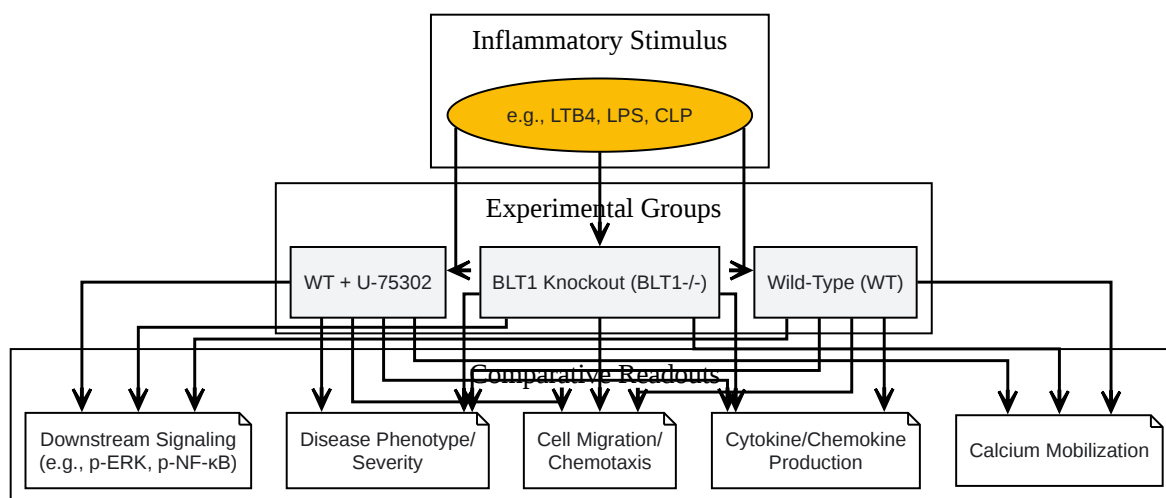 Inflammatory Stimulus
e.g., LTB4, LPS, CLP
Experimental Groups
WT + U-75302
BLT1 Knockout (BLT1-/-)
Wild-Type (WT)
Comparative Readouts
Downstream Signaling
(e.g., p-ERK, p-NF-κB)
Disease Phenotype/
Severity
Cell Migration/
Chemotaxis
Cytokine/Chemokine
Production
Calcium Mobilization